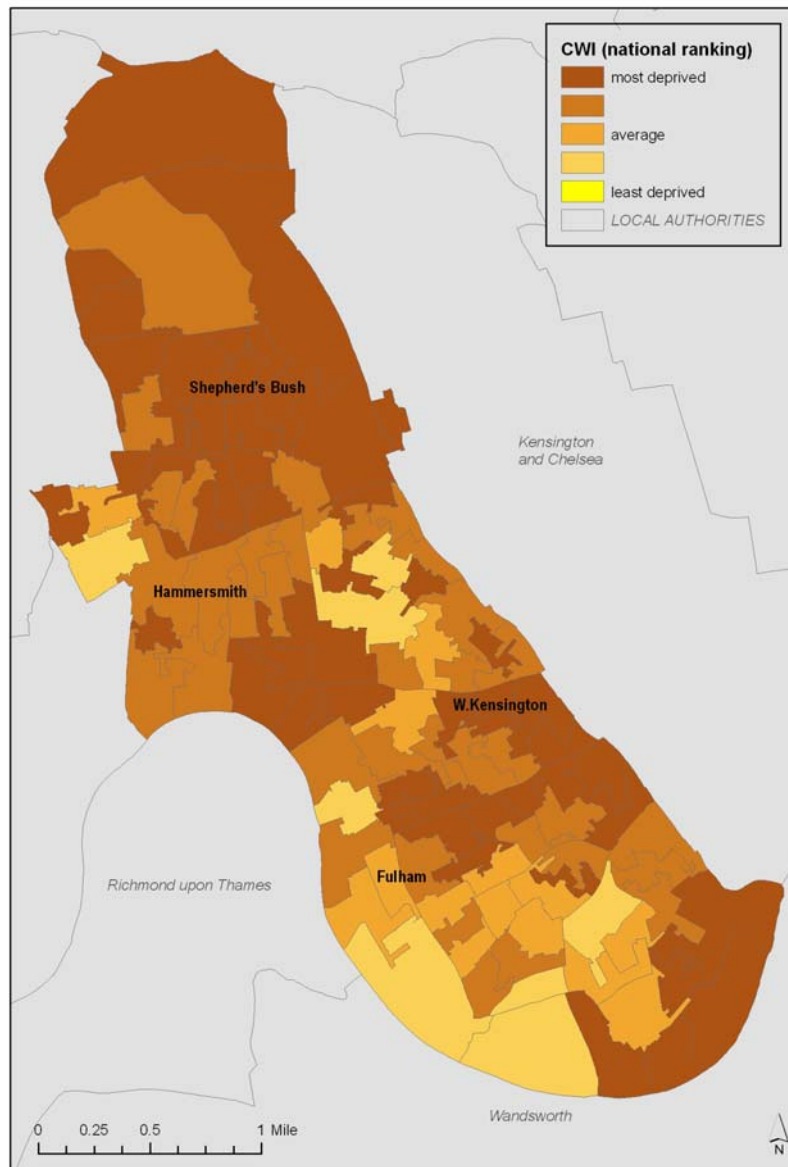 CWI (national ranking)
most deprived
average
least deprived
LOCAL AUTHORITIES
Shepherd's Bush
Kensington
and Chelsea
Hammersmith
W.Kensington
Fulham
Richmond upon Thames
Wandsworth
0 0.25 0.5 1 Mile
N